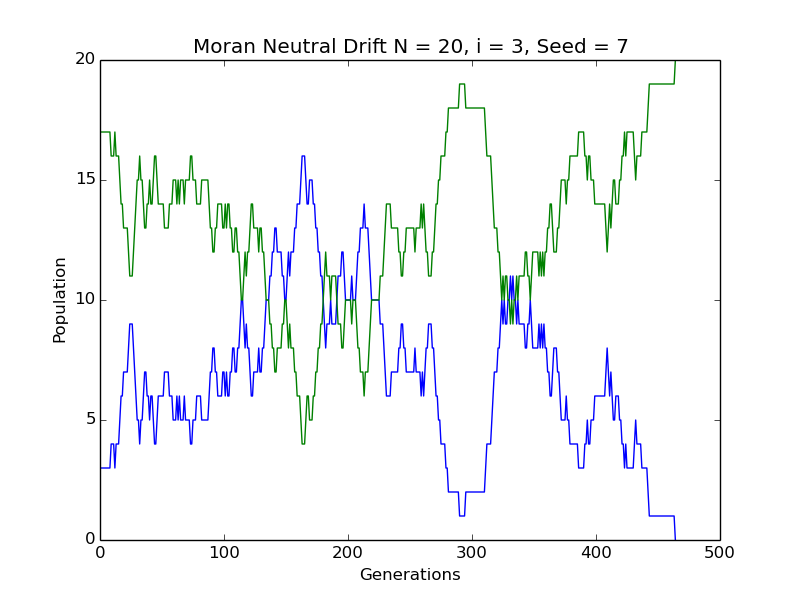 Moran Neutral Drift N = 20, i = 3, Seed = 7
20
15
10
5
0
Population
0 100 200 300 400 500
Generations